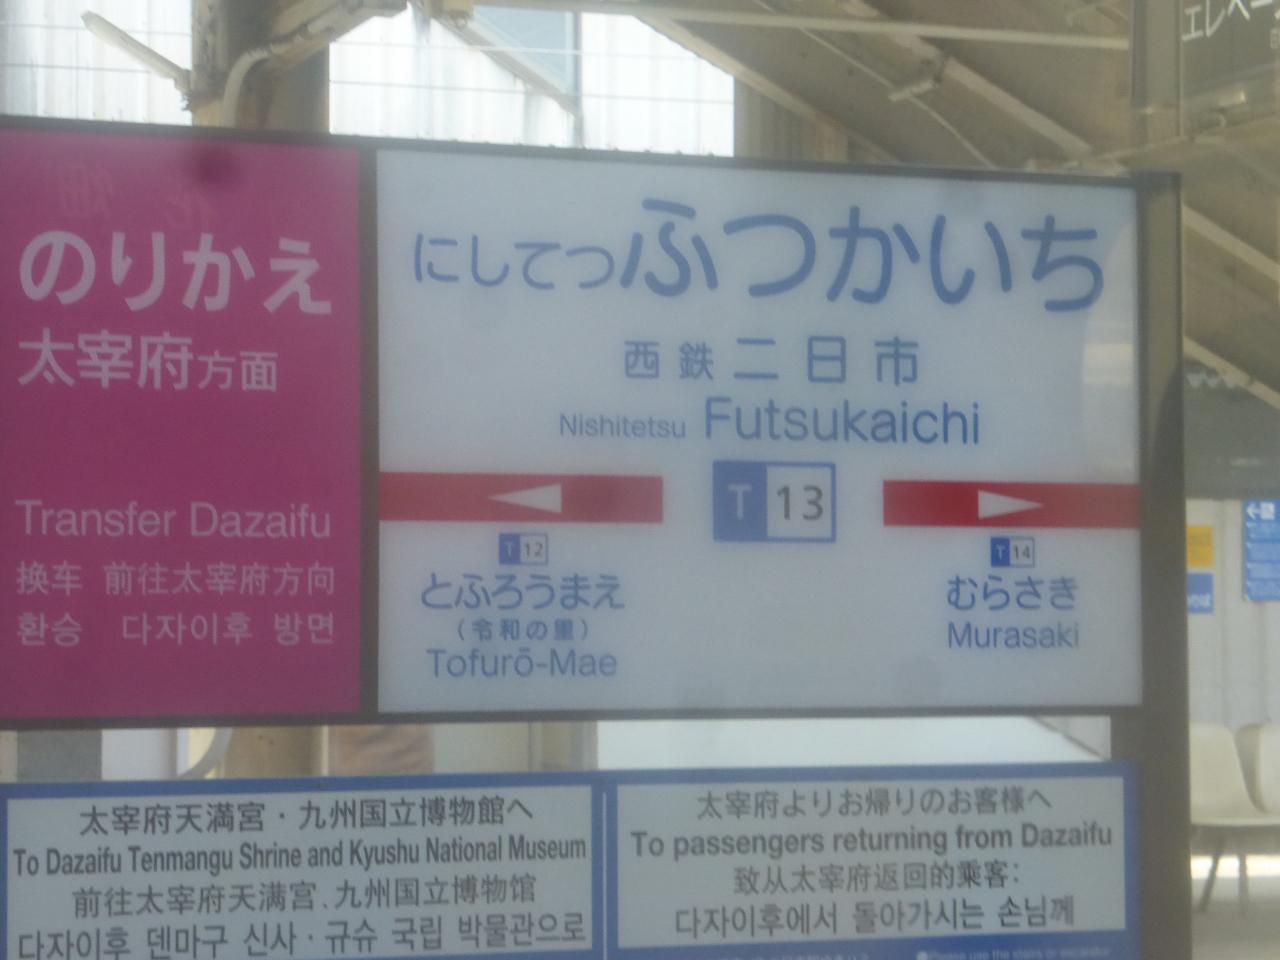 エレベー
のりかえ
太宰府方面
Transfer Dazaifu
换车 前往太宰府方向
환승 다자이후 방면
にしてつふつかいち
西鉄二日市
Nishitetsu Futsukaichi
T 13
T 12
とふろうまえ
(令和の里)
Tofurō-Mae
T 14
むらさき
Murasaki
太宰府天満宮・九州国立博物館へ
To Dazaifu Tenmangu Shrine and Kyushu National Museum
前往太宰府天满宫、九州国立博物馆
다자이후 덴마구 신사・규슈 국립 박물관으로
太宰府よりお帰りのお客様へ
To passengers returning from Dazaifu
致从太宰府返回的乘客:
다자이후에서 돌아가시는 손님께